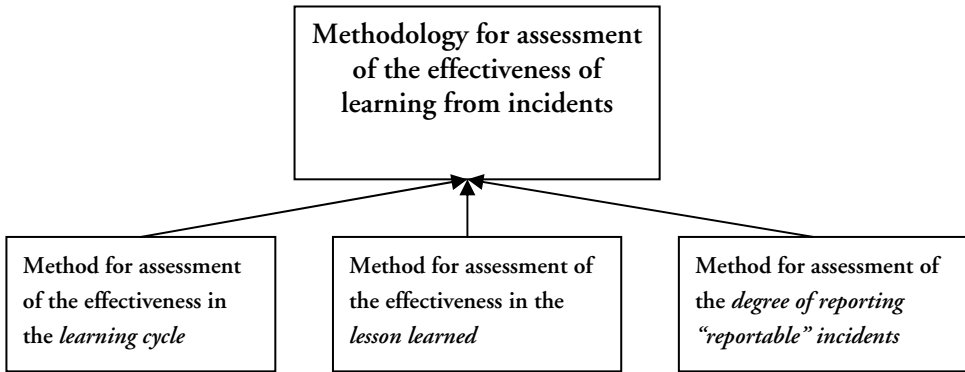 Methodology for assessment
of the effectiveness of
learning from incidents
Method for assessment
of the effectiveness in
the learning cycle
Method for assessment of
the effectiveness in the
lesson learned
Method for assessment of
the degree of reporting
“reportable” incidents